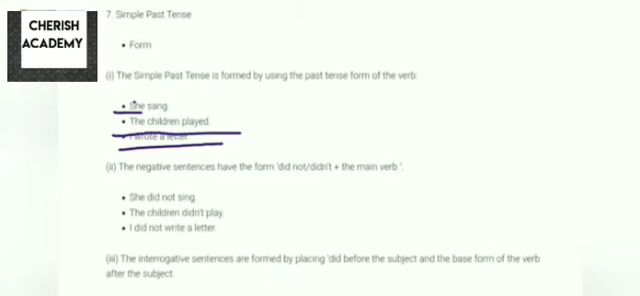 CHERISH
ACADEMY
7. Simple Past Tense
• Form
(i) The Simple Past Tense is formed by using the past tense form of the verb:
• She sang.
• The children played.
• I wrote a letter.
(ii) The negative sentences have the form 'did not/didn't + the main verb ':
• She did not sing.
• The children didn't play.
• I did not write a letter.
(iii) The interrogative sentences are formed by placing 'did before the subject and the base form of the verb
after the subject: